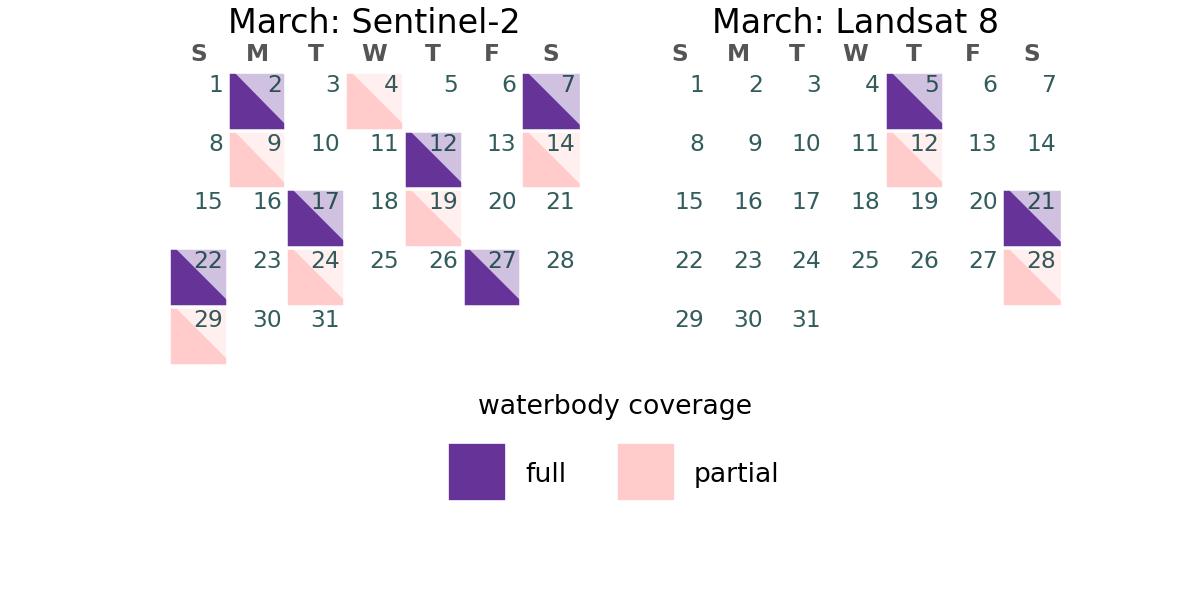 March: Sentinel-2
S M T W T F S
1 2 3 4 5 6 7
8 9 10 11 12 13 14
15 16 17 18 19 20 21
22 23 24 25 26 27 28
29 30 31
March: Landsat 8
S M T W T F S
1 2 3 4 5 6 7
8 9 10 11 12 13 14
15 16 17 18 19 20 21
22 23 24 25 26 27 28
29 30 31
waterbody coverage
full partial